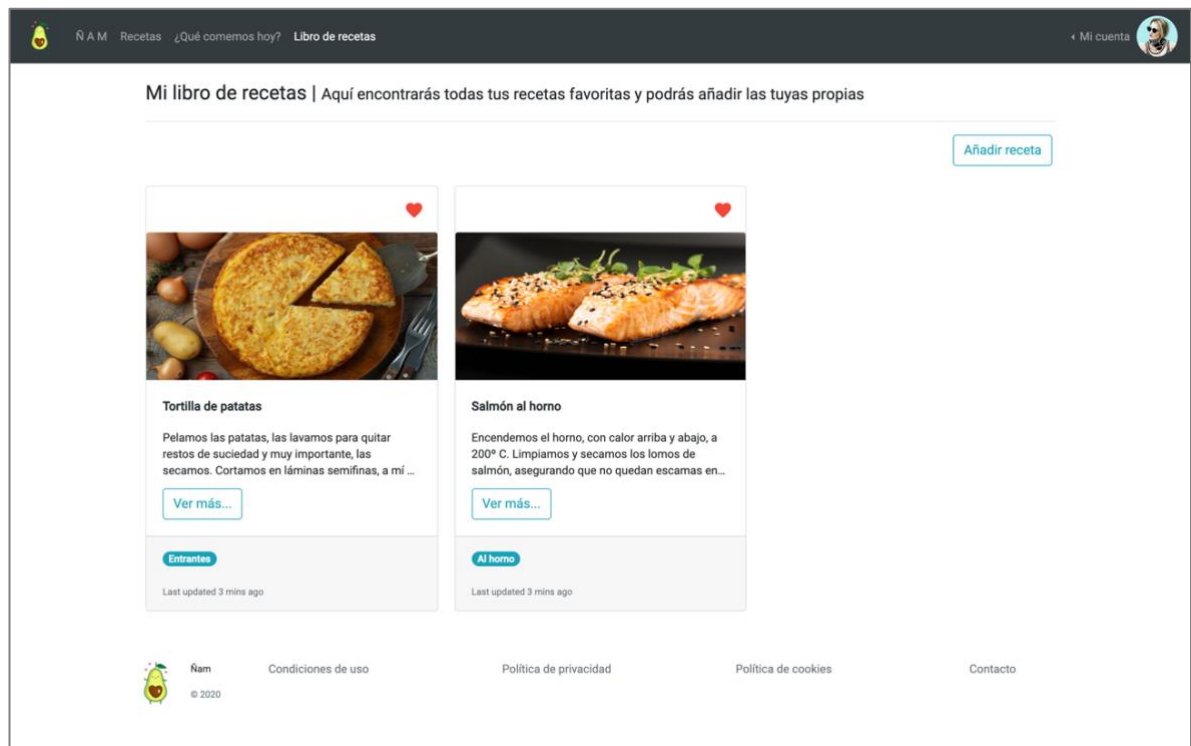 Ñ A M Recetas ¿Qué comemos hoy? Libro de recetas Mi cuenta
Mi libro de recetas | Aquí encontrarás todas tus recetas favoritas y podrás añadir las tuyas propias
Añadir receta
Tortilla de patatas
Pelamos las patatas, las lavamos para quitar
restos de suciedad y muy importante, las
secamos. Cortamos en láminas semifinas, a mí ...
Ver más...
Entrantes
Last updated 3 mins ago
Salmón al horno
Encendemos el horno, con calor arriba y abajo, a
200º C. Limpiamos y secamos los lomos de
salmón, asegurando que no quedan escamas en...
Ver más...
Al horno
Last updated 3 mins ago
Ñam
© 2020
Condiciones de uso
Política de privacidad
Política de cookies
Contacto